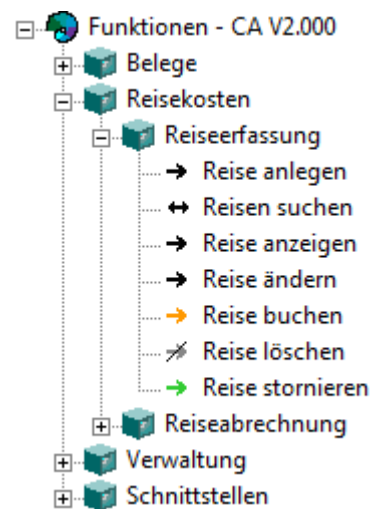 Funktionen - CA V2.000
Belege
Reisekosten
Reiseerfassung
Reise anlegen
Reisen suchen
Reise anzeigen
Reise ändern
Reise buchen
Reise löschen
Reise stornieren
Reiseabrechnung
Verwaltung
Schnittstellen